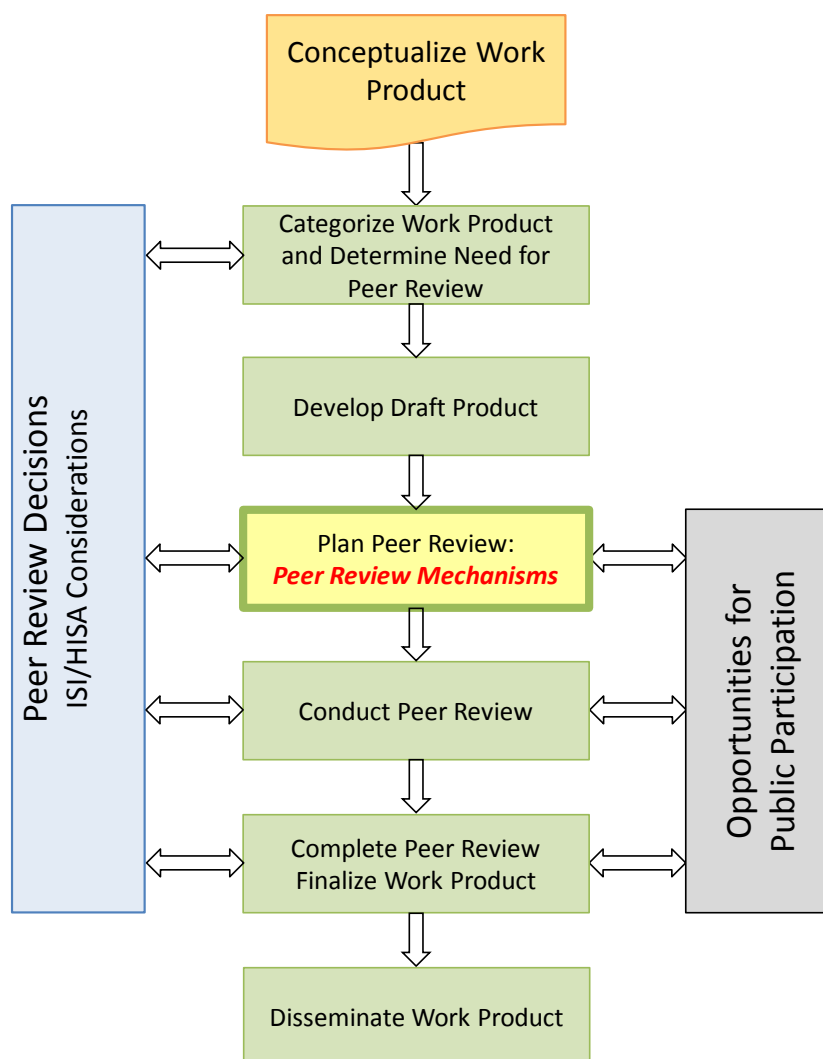 Conceptualize Work
Product
Categorize Work Product
and Determine Need for
Peer Review
Develop Draft Product
Plan Peer Review:
Peer Review Mechanisms
Conduct Peer Review
Complete Peer Review
Finalize Work Product
Disseminate Work Product
Peer Review Decisions
ISI/HISA Considerations
Opportunities for
Public Participation